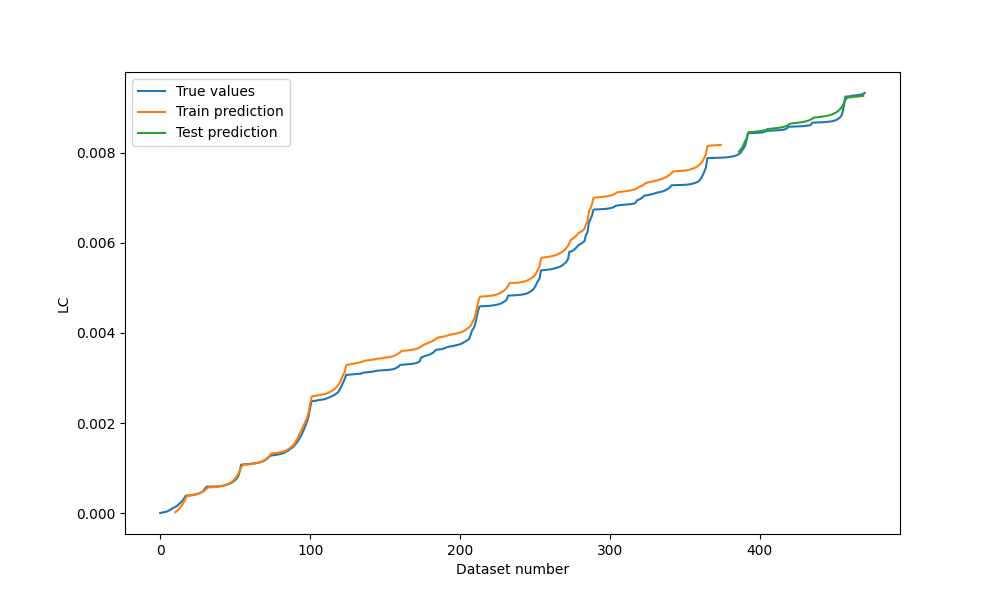 True values
Train prediction
Test prediction
0.008
0.006
0.004
0.002
0.000
LC
0
100
200
300
400
Dataset number